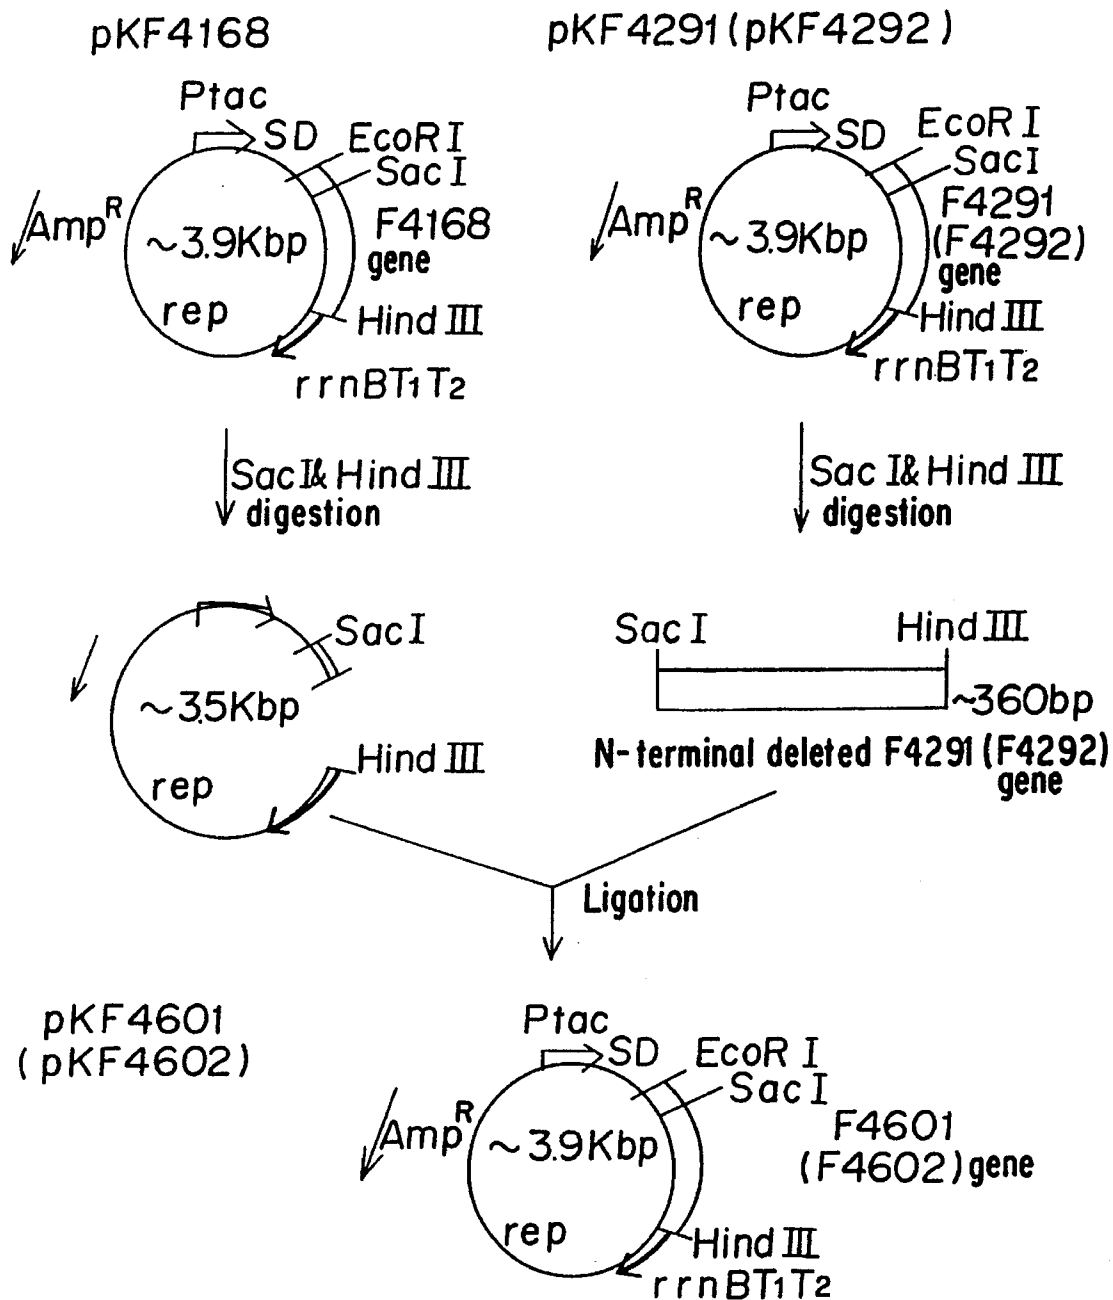 pKF4168
pKF4291(pKF4292)
Ptac
SD
EcoR I
Sac I
Amp^R
~3.9Kbp
F4168
gene
rep
Hind III
rrnBT1T2
Ptac
SD
EcoR I
Sac I
Amp^R
~3.9Kbp
F4291
(F4292)
gene
rep
Hind III
rrnBT1T2
Sac I& Hind III
digestion
Sac I& Hind III
digestion
Sac I
~3.5Kbp
Hind III
rep
Sac I
Hind III
~360bp
N-terminal deleted F4291(F4292)
gene
Ligation
pKF4601
(pKF4602)
Ptac
SD
EcoR I
Sac I
Amp^R
~3.9Kbp
F4601
(F4602)gene
rep
Hind III
rrnBT1T2